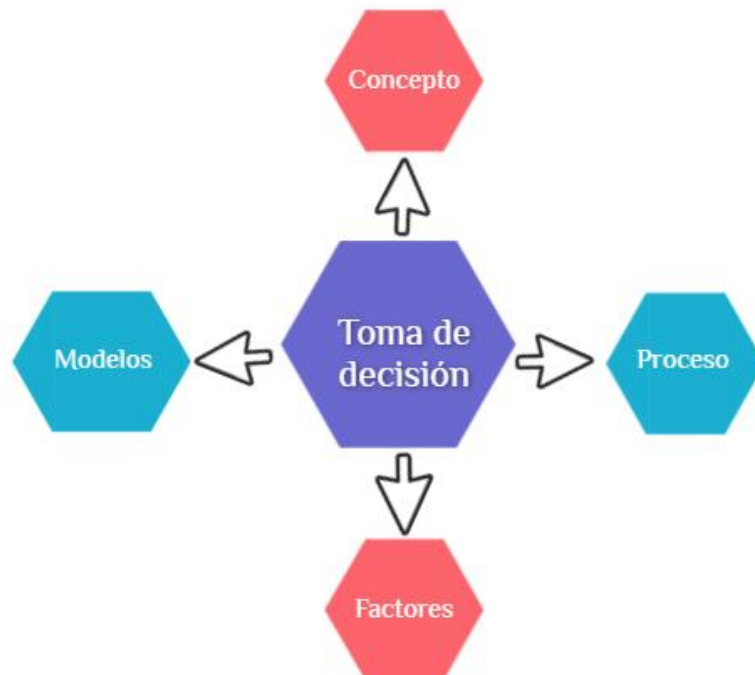 Concepto
Modelos
Toma de
decisión
Proceso
Factores